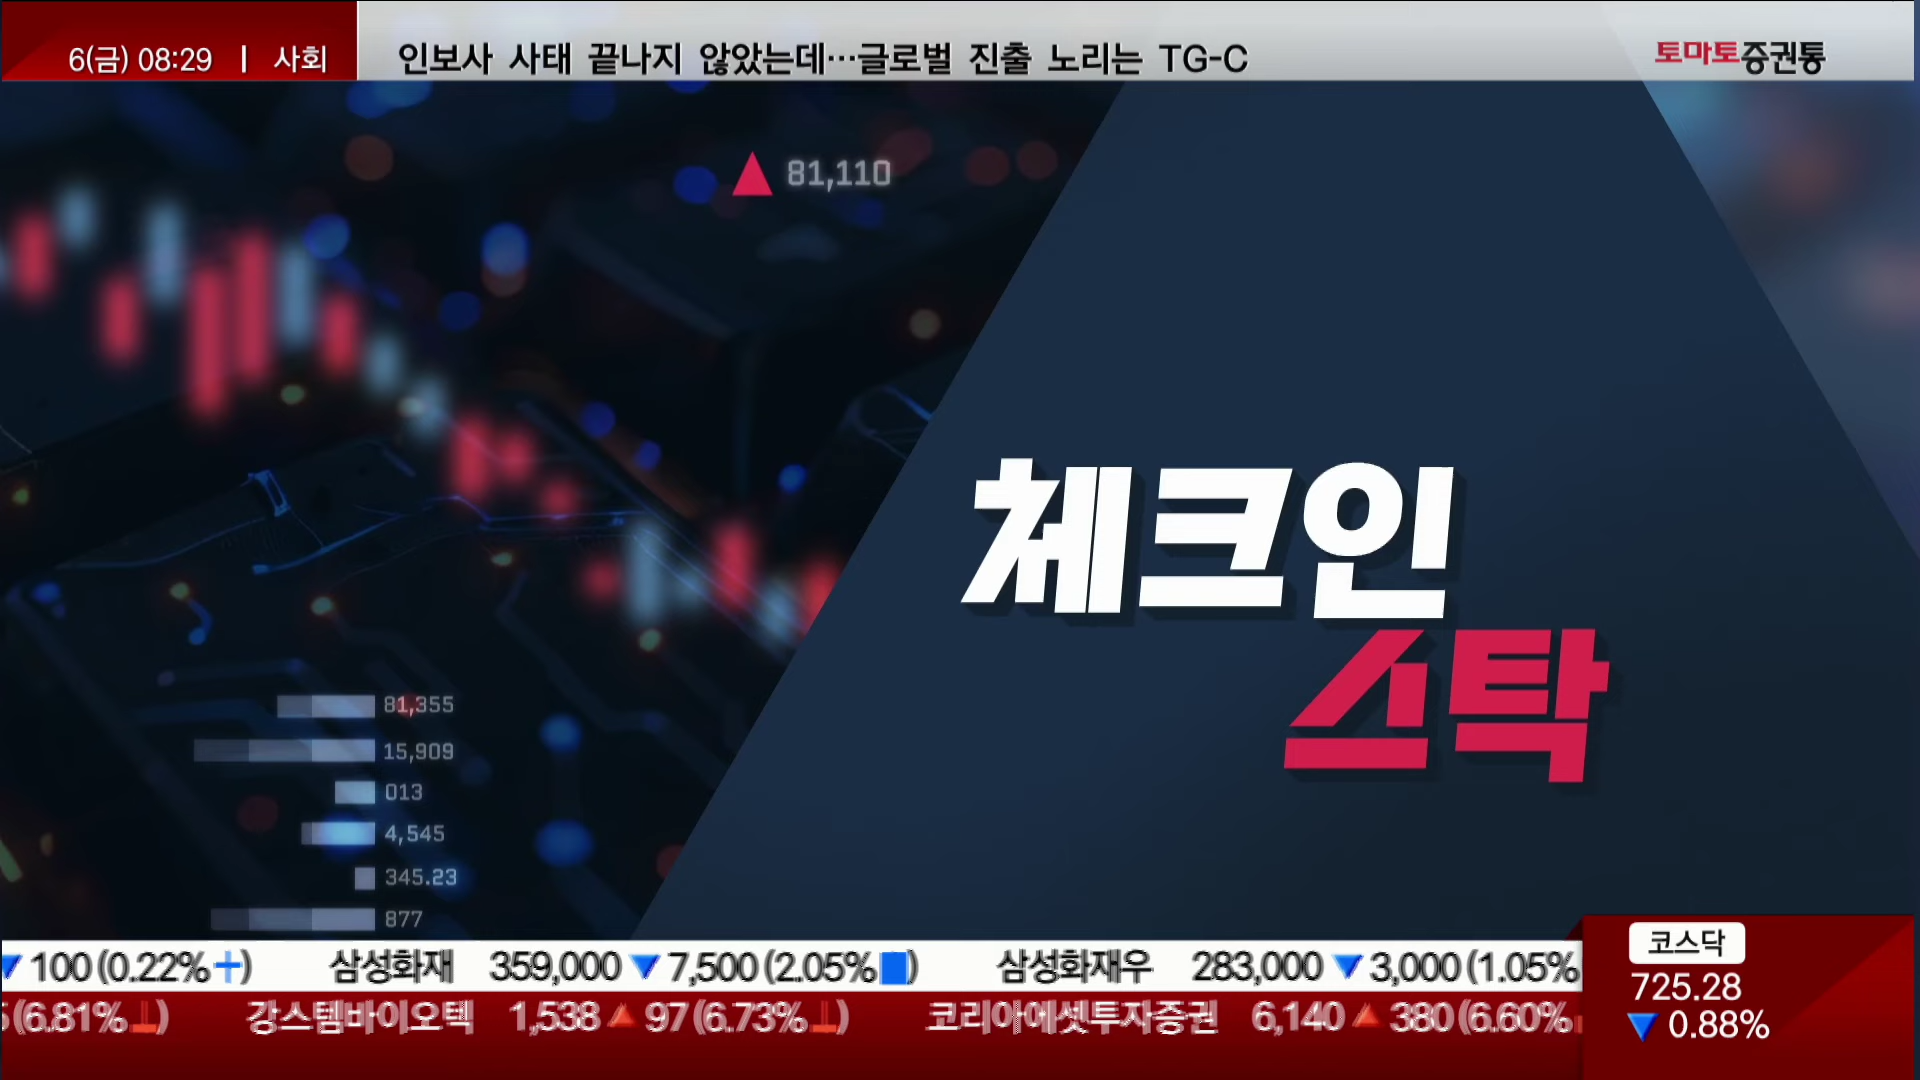 6(금) 08:29 | 사회
인보사 사태 끝나지 않았는데…글로벌 진출 노리는 TG-C
토마토증권통
▲ 81,110
체크인
스탁
81,355
15,909
013
4,545
345.23
877
▼ 100 (0.22% ) 삼성화재 359,000 ▼ 7,500 (2.05% ) 삼성화재우 283,000 ▼ 3,000 (1.05%
(6.81% ) 강스템바이오텍 1,538 ▲ 97 (6.73% ) 코리아에셋투자증권 6,140 ▲ 380 (6.60%
코스닥
725.28
▼ 0.88%